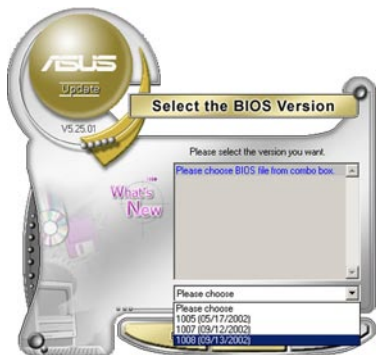 ASUS
Update
V5.25.01
Select the BIOS Version
Please select the version you want.
Please choose BIOS file from combo box.
What's
New
Please choose
Please choose
1005 (05/17/2002)
1007 (09/12/2002)
1008 (09/13/2002)